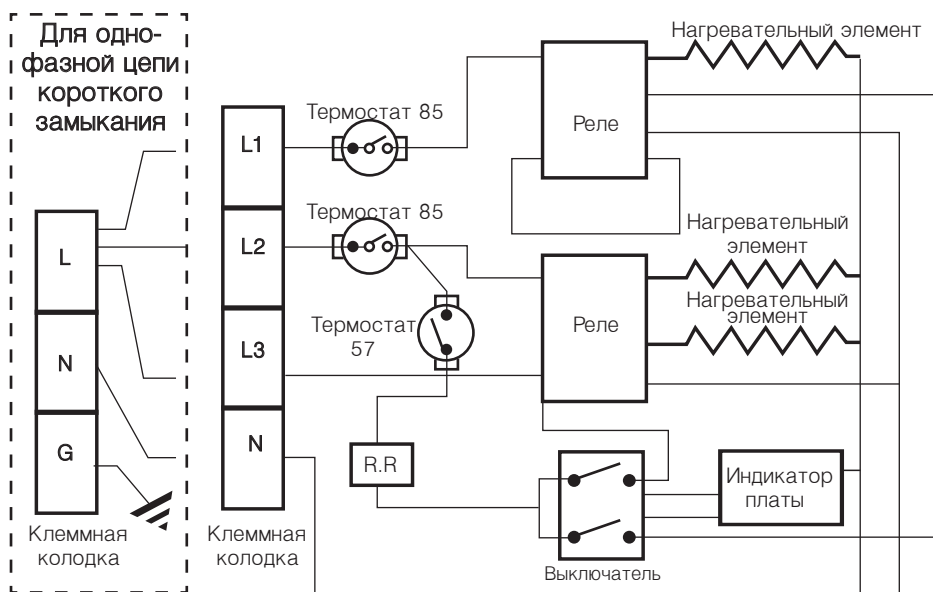 Для одно-
фазной цепи
короткого
замыкания
L
N
G
Клеммная
колодка
L1
L2
L3
N
Клеммная
колодка
Термостат 85
Термостат 85
Термостат
57
R.R
Реле
Реле
Нагревательный элемент
Нагревательный
элемент
Нагревательный
элемент
Индикатор
платы
Выключатель